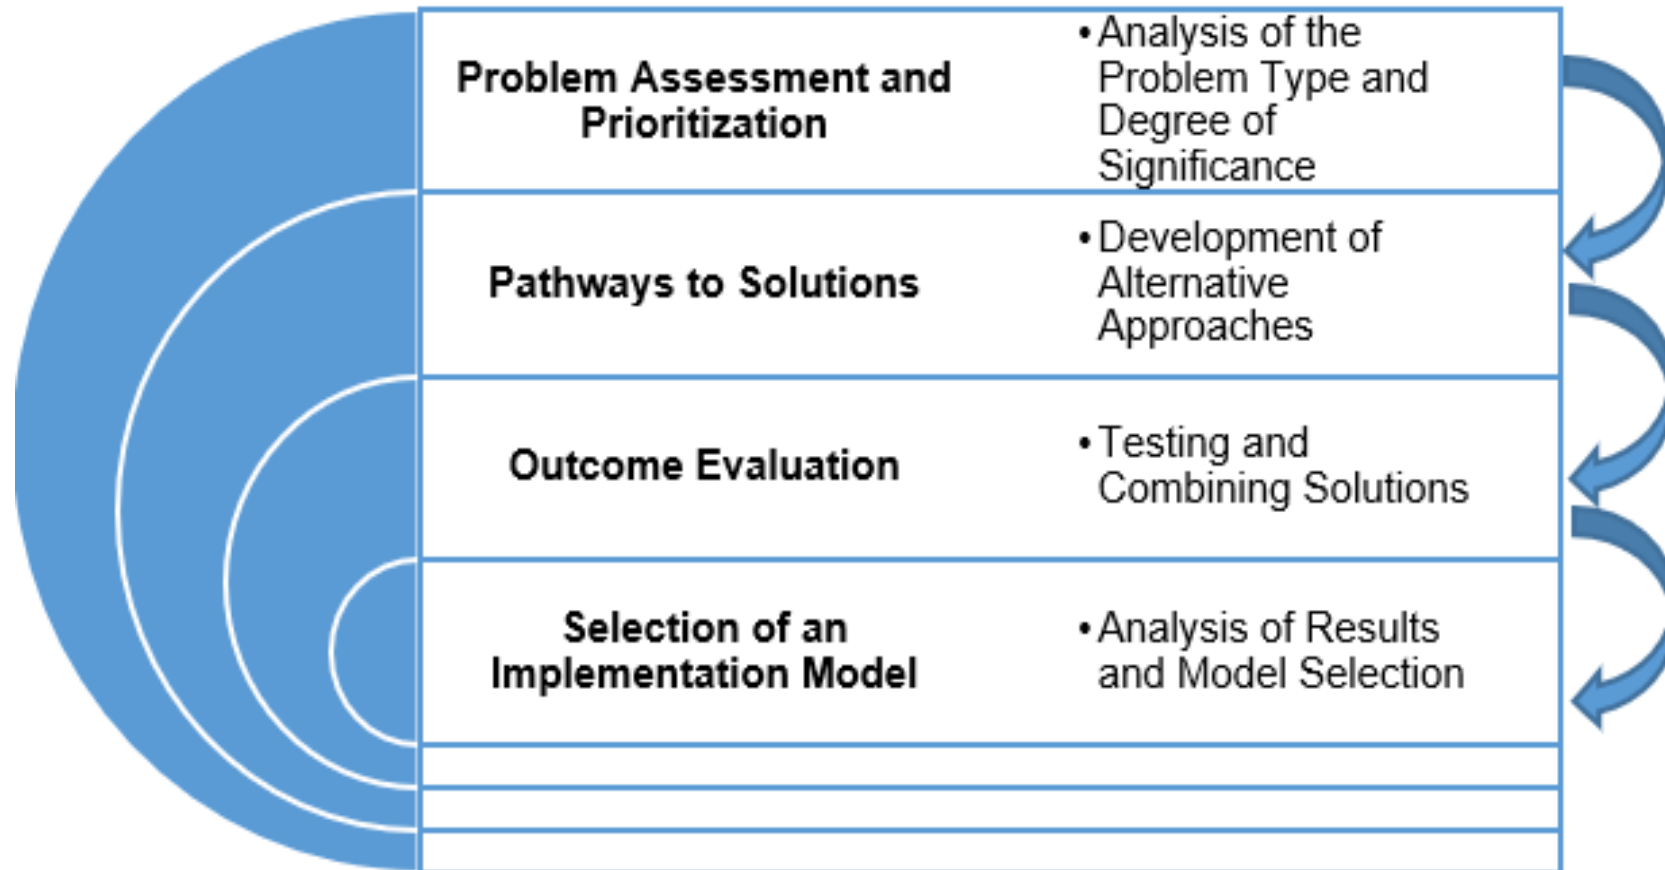 Problem Assessment and
Prioritization
• Analysis of the
Problem Type and
Degree of
Significance
Pathways to Solutions
• Development of
Alternative
Approaches
Outcome Evaluation
• Testing and
Combining Solutions
Selection of an
Implementation Model
• Analysis of Results
and Model Selection